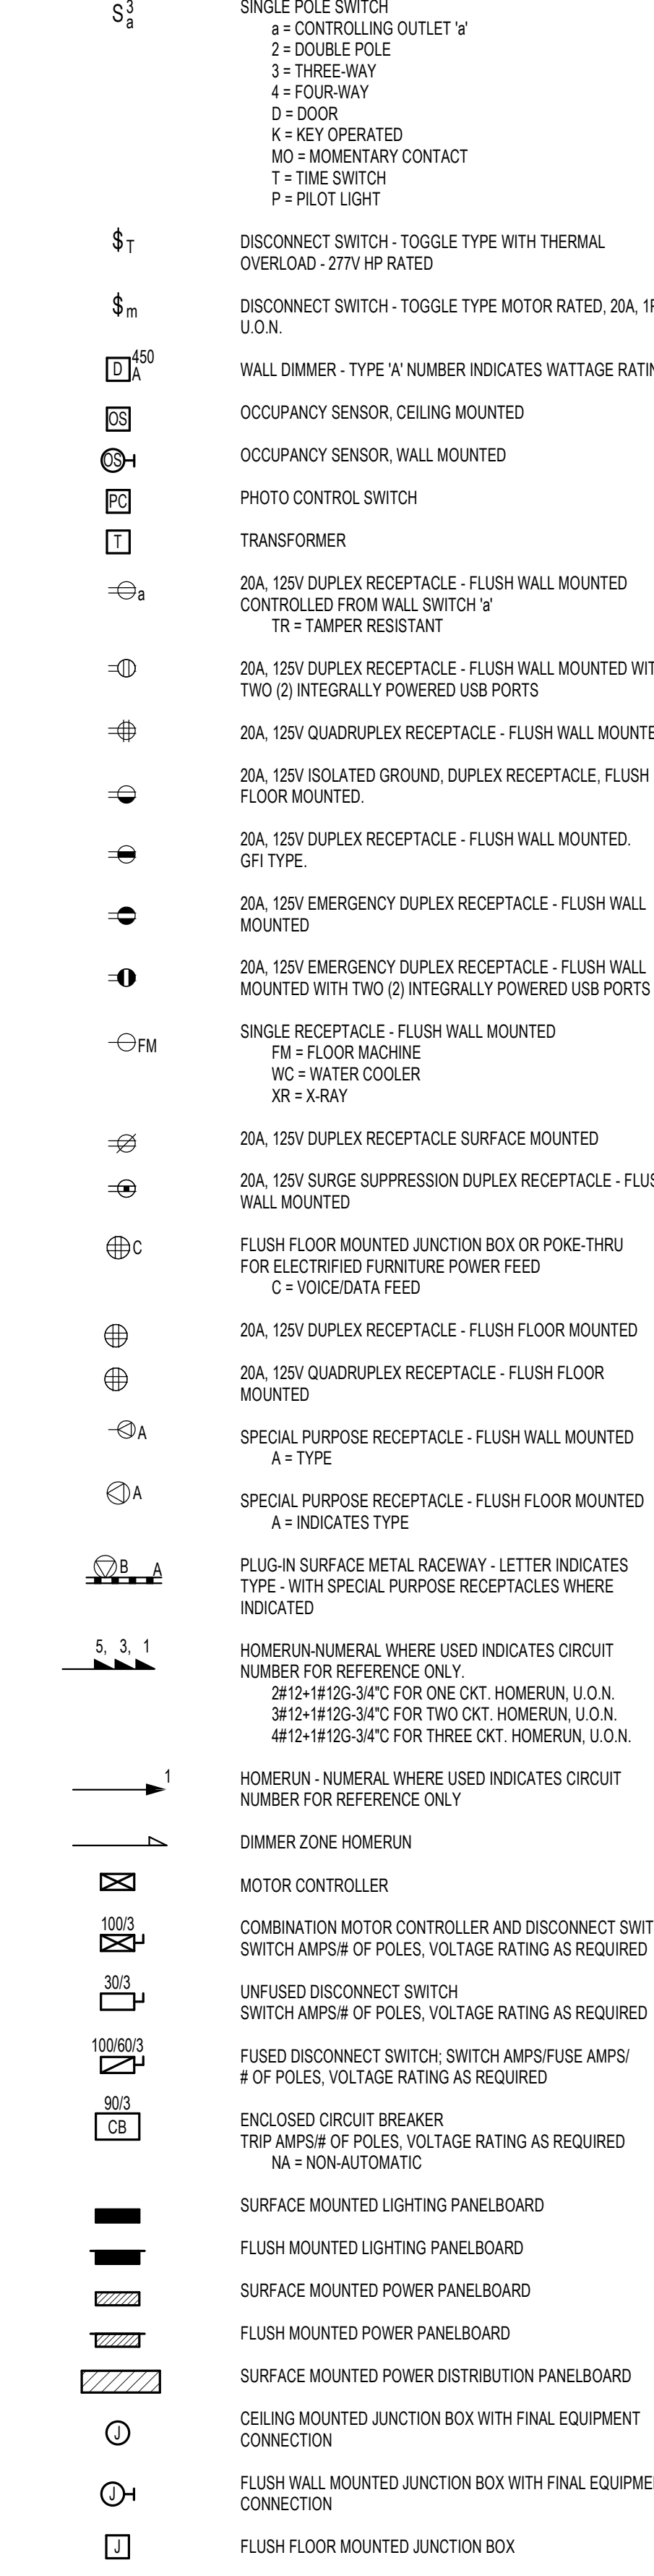 S 3 a SINGLE POLE SWITCH
a = CONTROLLING OUTLET 'a'
2 = DOUBLE POLE
3 = THREE-WAY
4 = FOUR-WAY
D = DOOR
K = KEY OPERATED
MO = MOMENTARY CONTACT
T = TIME SWITCH
P = PILOT LIGHT
$ T DISCONNECT SWITCH - TOGGLE TYPE WITH THERMAL
OVERLOAD - 277V HP RATED
$ m DISCONNECT SWITCH - TOGGLE TYPE MOTOR RATED, 20A,
U.O.N.
D 450 A WALL DIMMER - TYPE 'A' NUMBER INDICATES WATTAGE
OS OCCUPANCY SENSOR, CEILING MOUNTED
OS OCCUPANCY SENSOR, WALL MOUNTED
PC PHOTO CONTROL SWITCH
T TRANSFORMER
a 20A, 125V DUPLEX RECEPTACLE - FLUSH WALL MOUNTED
CONTROLLED FROM WALL SWITCH 'a'
TR = TAMPER RESISTANT
20A, 125V DUPLEX RECEPTACLE - FLUSH WALL MOUNTED
TWO (2) INTEGRALLY POWERED USB PORTS
20A, 125V QUADRUPLEX RECEPTACLE - FLUSH WALL
20A, 125V ISOLATED GROUND, DUPLEX RECEPTACLE, FLUSH
FLOOR MOUNTED.
20A, 125V DUPLEX RECEPTACLE - FLUSH WALL MOUNTED.
GFI TYPE.
20A, 125V EMERGENCY DUPLEX RECEPTACLE - FLUSH WALL
MOUNTED
20A, 125V EMERGENCY DUPLEX RECEPTACLE - FLUSH WALL
MOUNTED WITH TWO (2) INTEGRALLY POWERED USB PORTS
FM SINGLE RECEPTACLE - FLUSH WALL MOUNTED
FM = FLOOR MACHINE
WC = WATER COOLER
XR = X-RAY
20A, 125V DUPLEX RECEPTACLE SURFACE MOUNTED
20A, 125V SURGE SUPPRESSION DUPLEX RECEPTACLE -
WALL MOUNTED
C FLUSH FLOOR MOUNTED JUNCTION BOX OR POKE-THRU
FOR ELECTRIFIED FURNITURE POWER FEED
C = VOICE/DATA FEED
20A, 125V DUPLEX RECEPTACLE - FLUSH FLOOR MOUNTED
20A, 125V QUADRUPLEX RECEPTACLE - FLUSH FLOOR
MOUNTED
A SPECIAL PURPOSE RECEPTACLE - FLUSH WALL MOUNTED
A = TYPE
A SPECIAL PURPOSE RECEPTACLE - FLUSH FLOOR MOUNTED
A = INDICATES TYPE
B A PLUG-IN SURFACE METAL RACEWAY - LETTER INDICATES
TYPE - WITH SPECIAL PURPOSE RECEPTACLES WHERE
INDICATED
5, 3, 1 HOMERUN-NUMERAL WHERE USED INDICATES CIRCUIT
NUMBER FOR REFERENCE ONLY.
2#12+1#12G-3/4"C FOR ONE CKT. HOMERUN, U.O.N.
3#12+1#12G-3/4"C FOR TWO CKT. HOMERUN, U.O.N.
4#12+1#12G-3/4"C FOR THREE CKT. HOMERUN, U.O.N.
1 HOMERUN - NUMERAL WHERE USED INDICATES CIRCUIT
NUMBER FOR REFERENCE ONLY
DIMMER ZONE HOMERUN
MOTOR CONTROLLER
100/3 COMBINATION MOTOR CONTROLLER AND DISCONNECT
SWITCH AMPS/# OF POLES, VOLTAGE RATING AS REQUIRED
30/3 UNFUSED DISCONNECT SWITCH
SWITCH AMPS/# OF POLES, VOLTAGE RATING AS REQUIRED
100/60/3 FUSED DISCONNECT SWITCH; SWITCH AMPS/FUSE AMPS/
# OF POLES, VOLTAGE RATING AS REQUIRED
90/3
CB ENCLOSED CIRCUIT BREAKER
TRIP AMPS/# OF POLES, VOLTAGE RATING AS REQUIRED
NA = NON-AUTOMATIC
SURFACE MOUNTED LIGHTING PANELBOARD
FLUSH MOUNTED LIGHTING PANELBOARD
SURFACE MOUNTED POWER PANELBOARD
FLUSH MOUNTED POWER PANELBOARD
SURFACE MOUNTED POWER DISTRIBUTION PANELBOARD
J CEILING MOUNTED JUNCTION BOX WITH FINAL EQUIPMENT
CONNECTION
J FLUSH WALL MOUNTED JUNCTION BOX WITH FINAL
CONNECTION
J FLUSH FLOOR MOUNTED JUNCTION BOX